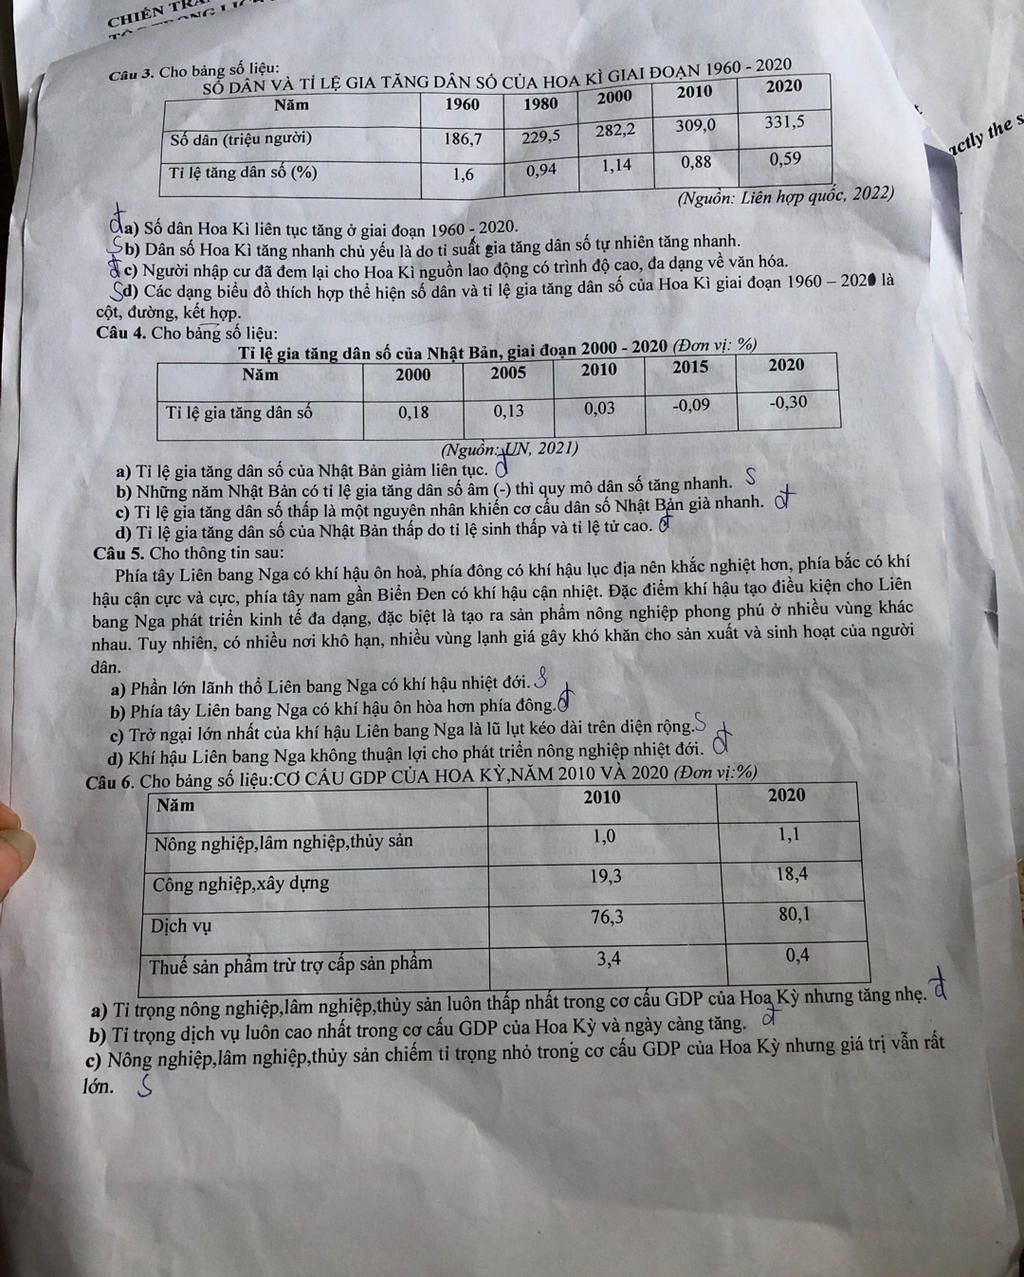 CHIẾN
ctly the s
Câu 3. Cho bảng số liệu:
SỐ DÂN VÀ TỈ LỆ GIA TĂNG DÂN SỐ CỦA HOA KÌ GIAI ĐOẠN 1960 - 2020
Năm 1960 1980 2000 2010 2020
Số dân (triệu người) 186,7 229,5 282,2 309,0 331,5
Tỉ lệ tăng dân số (%) 1,6 0,94 1,14 0,88 0,59
(Nguồn: Liên hợp quốc, 2022)
đ a) Số dân Hoa Kì liên tục tăng ở giai đoạn 1960 - 2020.
S b) Dân số Hoa Kì tăng nhanh chủ yếu là do tỉ suất gia tăng dân số tự nhiên tăng nhanh.
đ c) Người nhập cư đã đem lại cho Hoa Kì nguồn lao động có trình độ cao, đa dạng về văn hóa.
S d) Các dạng biểu đồ thích hợp thể hiện số dân và tỉ lệ gia tăng dân số của Hoa Kì giai đoạn 1960 – 2020 là
cột, đường, kết hợp.
Câu 4. Cho bảng số liệu:
Tỉ lệ gia tăng dân số của Nhật Bản, giai đoạn 2000 - 2020 (Đơn vị: %)
Năm 2000 2005 2010 2015 2020
Tỉ lệ gia tăng dân số 0,18 0,13 0,03 -0,09 -0,30
(Nguồn: UN, 2021)
a) Tỉ lệ gia tăng dân số của Nhật Bản giảm liên tục. đ
b) Những năm Nhật Bản có tỉ lệ gia tăng dân số âm (-) thì quy mô dân số tăng nhanh. S
c) Tỉ lệ gia tăng dân số thấp là một nguyên nhân khiến cơ cấu dân số Nhật Bản già nhanh. đ
d) Tỉ lệ gia tăng dân số của Nhật Bản thấp do tỉ lệ sinh thấp và tỉ lệ tử cao. đ
Câu 5. Cho thông tin sau:
Phía tây Liên bang Nga có khí hậu ôn hoà, phía đông có khí hậu lục địa nên khắc nghiệt hơn, phía bắc có khí
hậu cận cực và cực, phía tây nam gần Biển Đen có khí hậu cận nhiệt. Đặc điểm khí hậu tạo điều kiện cho Liên
bang Nga phát triển kinh tế đa dạng, đặc biệt là tạo ra sản phẩm nông nghiệp phong phú ở nhiều vùng khác
nhau. Tuy nhiên, có nhiều nơi khô hạn, nhiều vùng lạnh giá gây khó khăn cho sản xuất và sinh hoạt của người
dân.
a) Phần lớn lãnh thổ Liên bang Nga có khí hậu nhiệt đới. S
b) Phía tây Liên bang Nga có khí hậu ôn hòa hơn phía đông. đ
c) Trở ngại lớn nhất của khí hậu Liên bang Nga là lũ lụt kéo dài trên diện rộng. S
d) Khí hậu Liên bang Nga không thuận lợi cho phát triển nông nghiệp nhiệt đới. đ
Câu 6. Cho bảng số liệu:CƠ CẤU GDP CỦA HOA KỲ,NĂM 2010 VÀ 2020 (Đơn vị:%)
Năm 2010 2020
Nông nghiệp,lâm nghiệp,thủy sản 1,0 1,1
Công nghiệp,xây dựng 19,3 18,4
Dịch vụ 76,3 80,1
Thuế sản phẩm trừ trợ cấp sản phẩm 3,4 0,4
a) Tỉ trọng nông nghiệp,lâm nghiệp,thủy sản luôn thấp nhất trong cơ cấu GDP của Hoa Kỳ nhưng tăng nhẹ. đ
b) Tỉ trọng dịch vụ luôn cao nhất trong cơ cấu GDP của Hoa Kỳ và ngày càng tăng. đ
c) Nông nghiệp,lâm nghiệp,thủy sản chiếm tỉ trọng nhỏ trong cơ cấu GDP của Hoa Kỳ nhưng giá trị vẫn rất
lớn. S